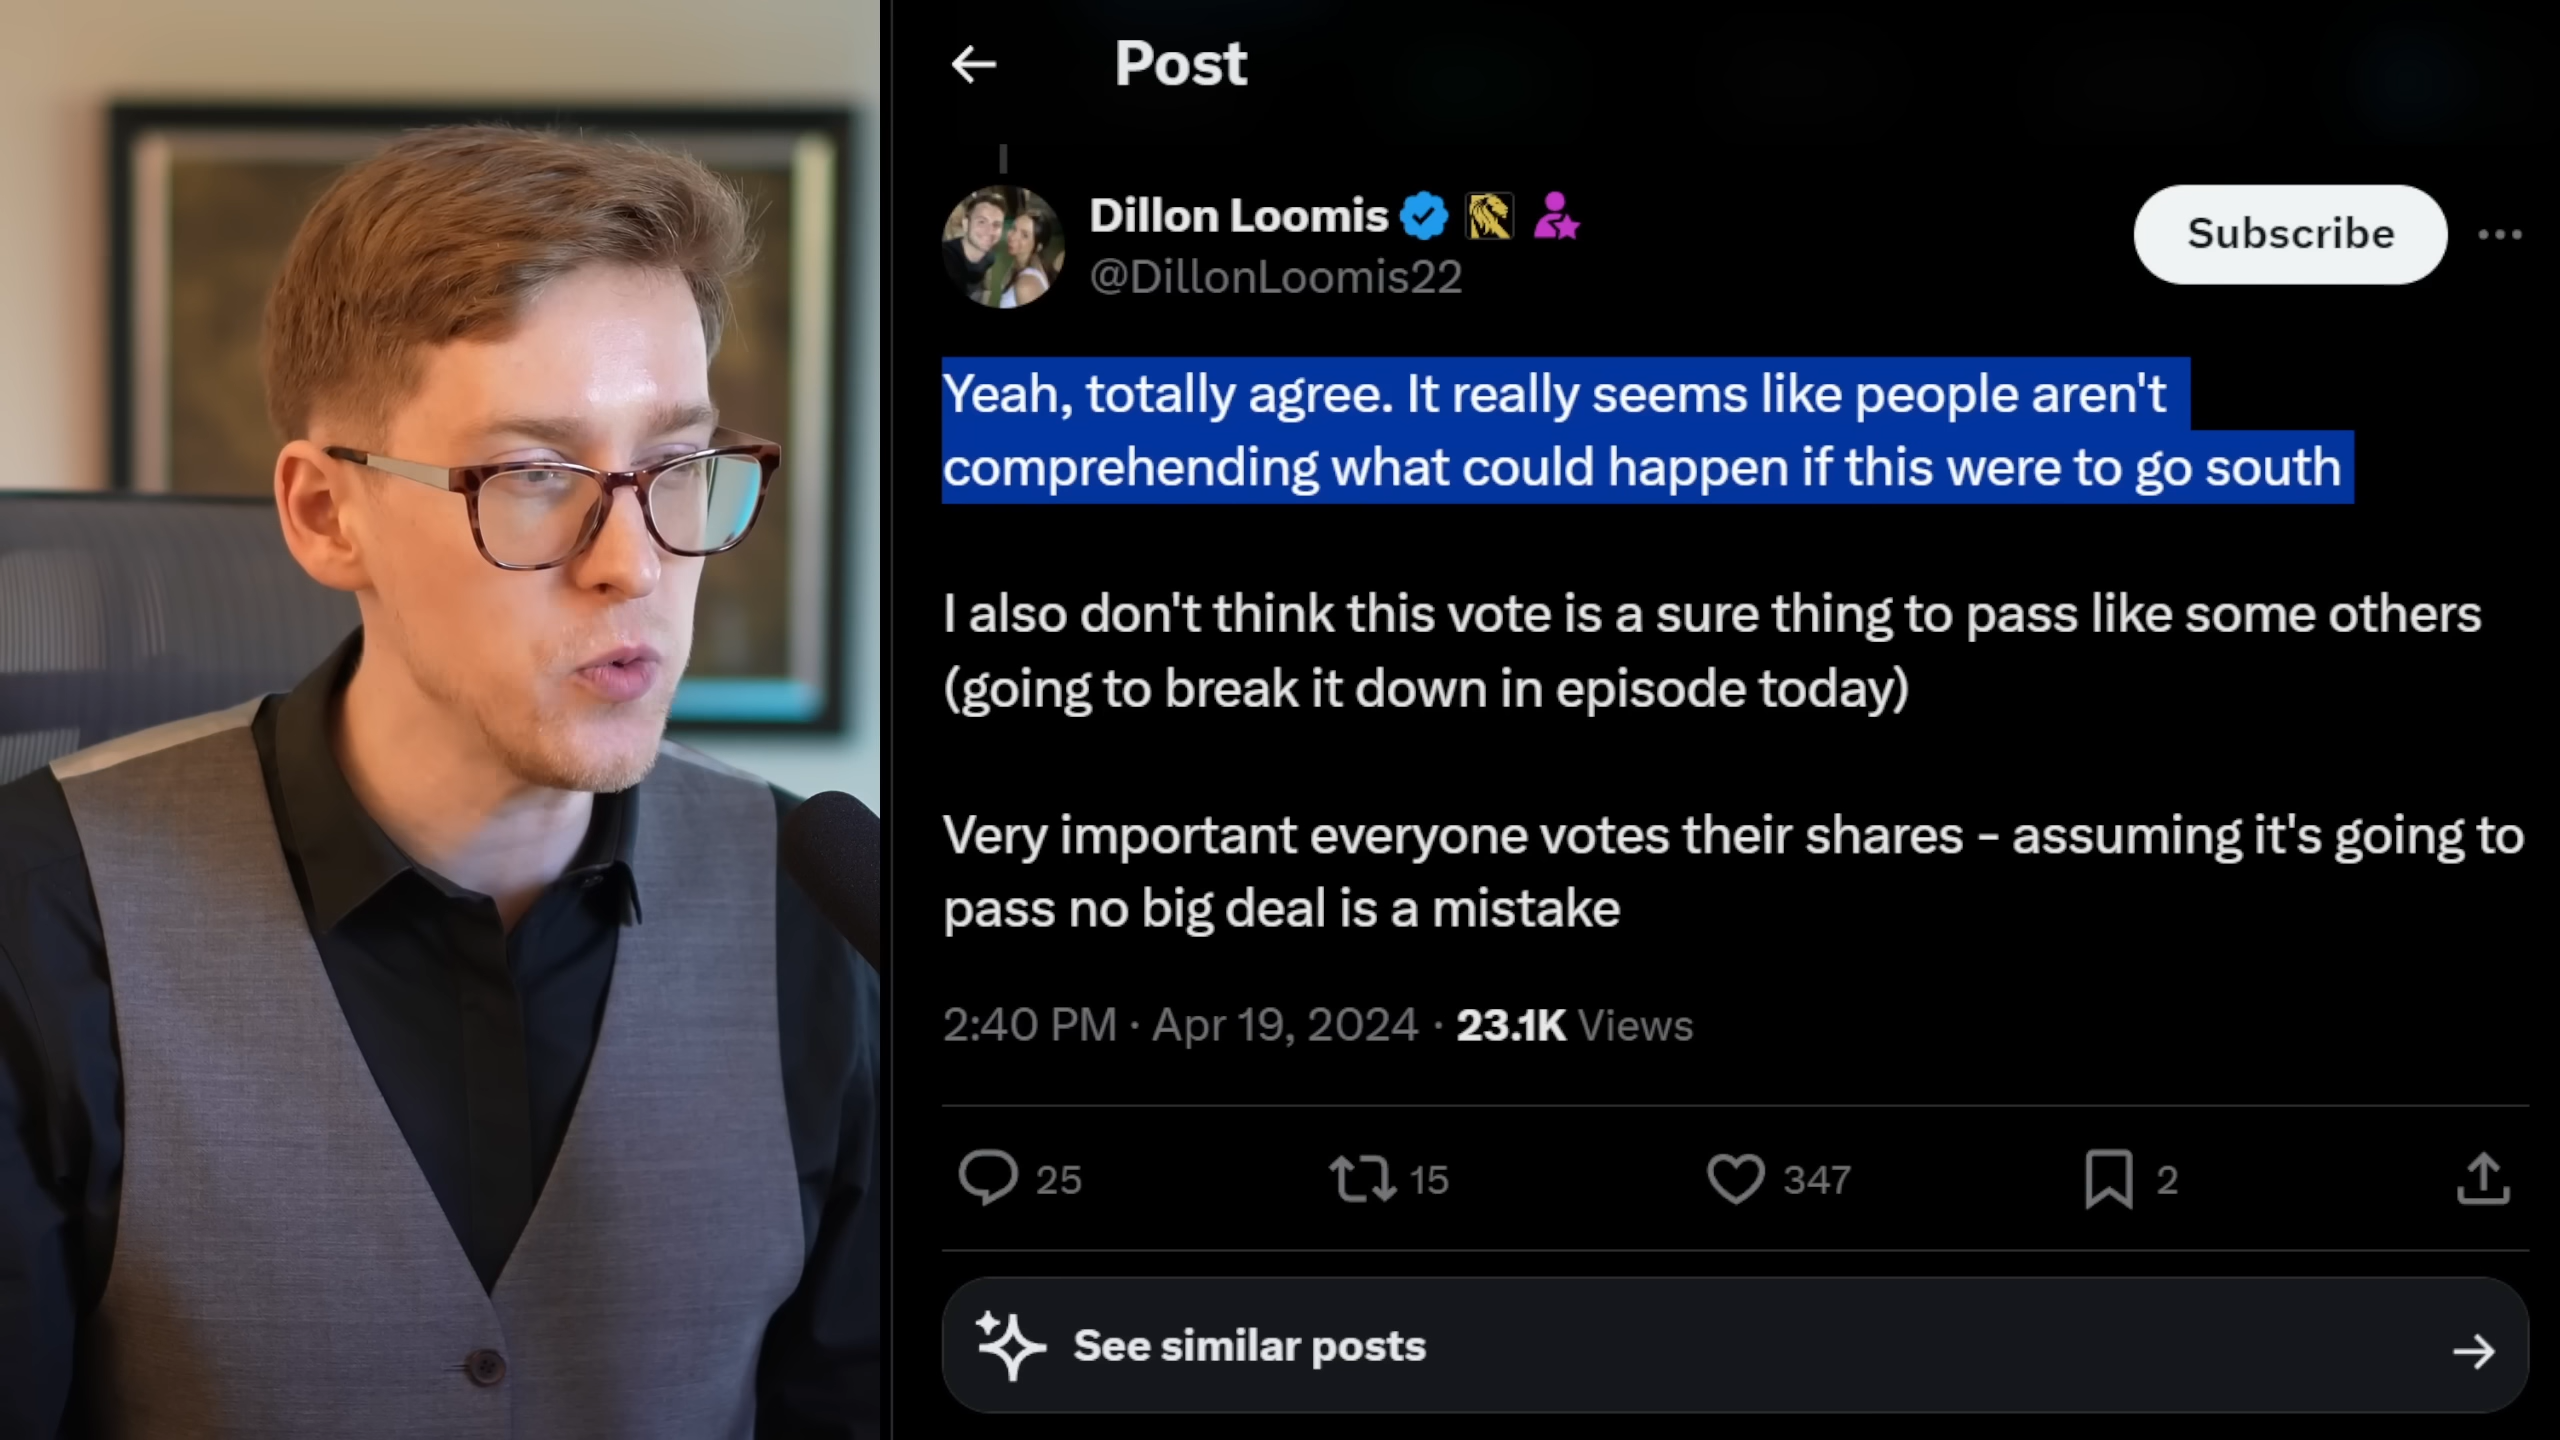 Post
Dillon Loomis
@DillonLoomis22
Subscribe
Yeah, totally agree. It really seems like people aren't
comprehending what could happen if this were to go south
I also don't think this vote is a sure thing to pass like some others
(going to break it down in episode today)
Very important everyone votes their shares - assuming it's going to
pass no big deal is a mistake
2:40 PM · Apr 19, 2024 · 23.1K Views
25
15
347
2
See similar posts